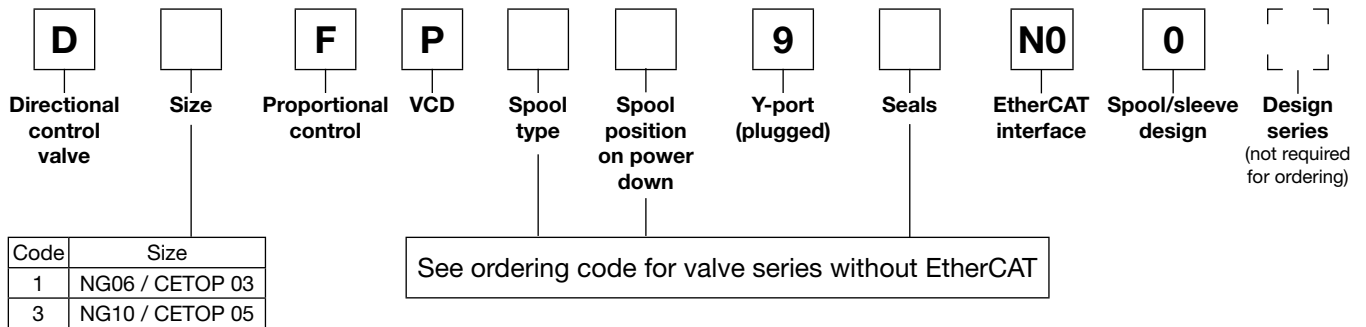 D F P 9 N0 0
Directional control valve
Size
Proportional control
VCD
Spool type
Spool position on power down
Y-port (plugged)
Seals
EtherCAT interface
Spool/sleeve design
Design series (not required for ordering)
Code Size
1 NG06 / CETOP 03
3 NG10 / CETOP 05
See ordering code for valve series without EtherCAT